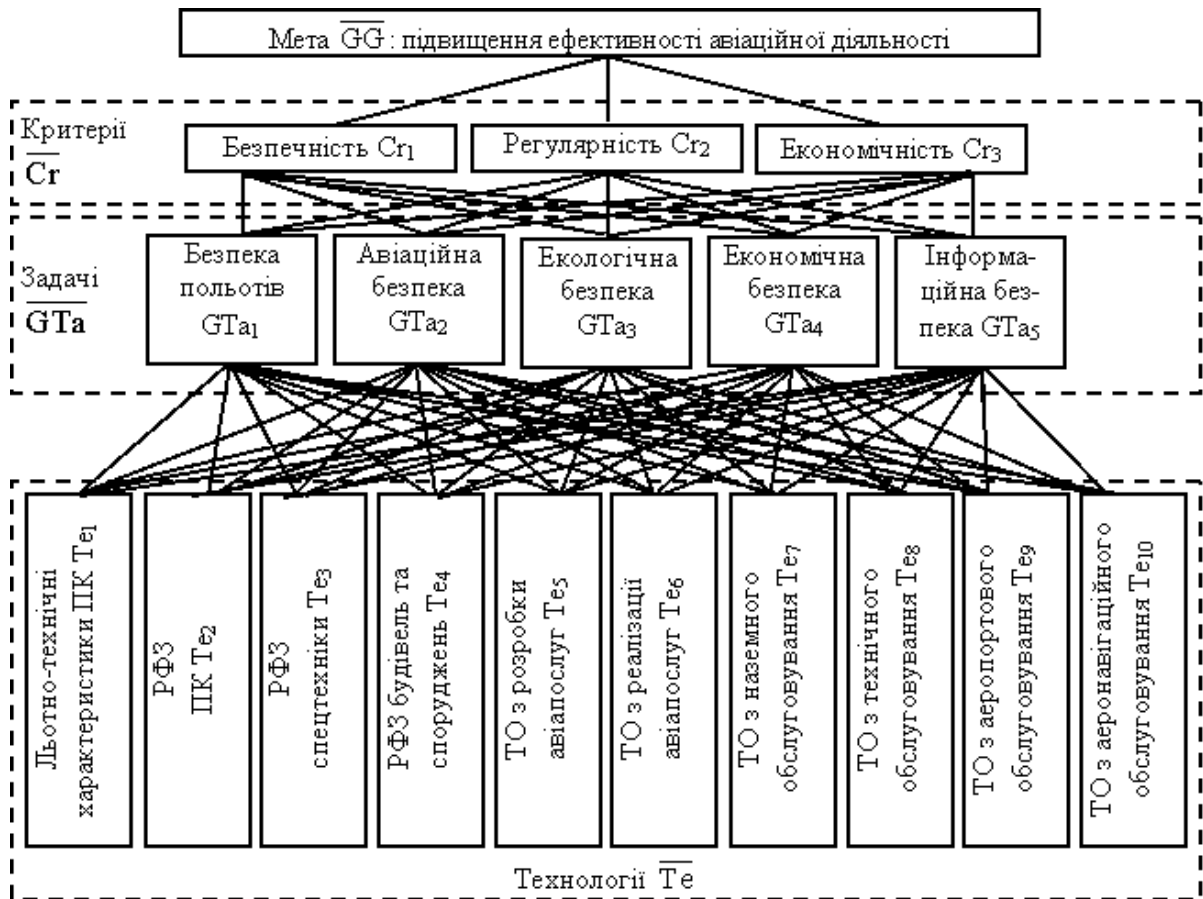 Мета GG : підвищення ефективності авіаційної діяльності
Критерії
Cr
Безпечність Cr1
Регулярність Cr2
Економічність Cr3
Задачі
GTa
Безпека
польотів
GTa1
Авіаційна
безпека
GTa2
Екологічна
безпека
GTa3
Економічна
безпека
GTa4
Інформа-
ційна без-
пека GTa5
Льотно-технічні
характеристики ПК Te1
РФЗ
ПК Te2
РФЗ
спецтехніки Te3
РФЗ будівель та
споруджень Te4
ТО з розробки
авіапослуг Te5
ТО з реалізації
авіапослуг Te6
ТО з наземного
обслуговування Te7
ТО з технічного
обслуговування Te8
ТО з аеропортового
обслуговування Te9
ТО з аеронавігаційного
обслуговування Te10
Технології Te